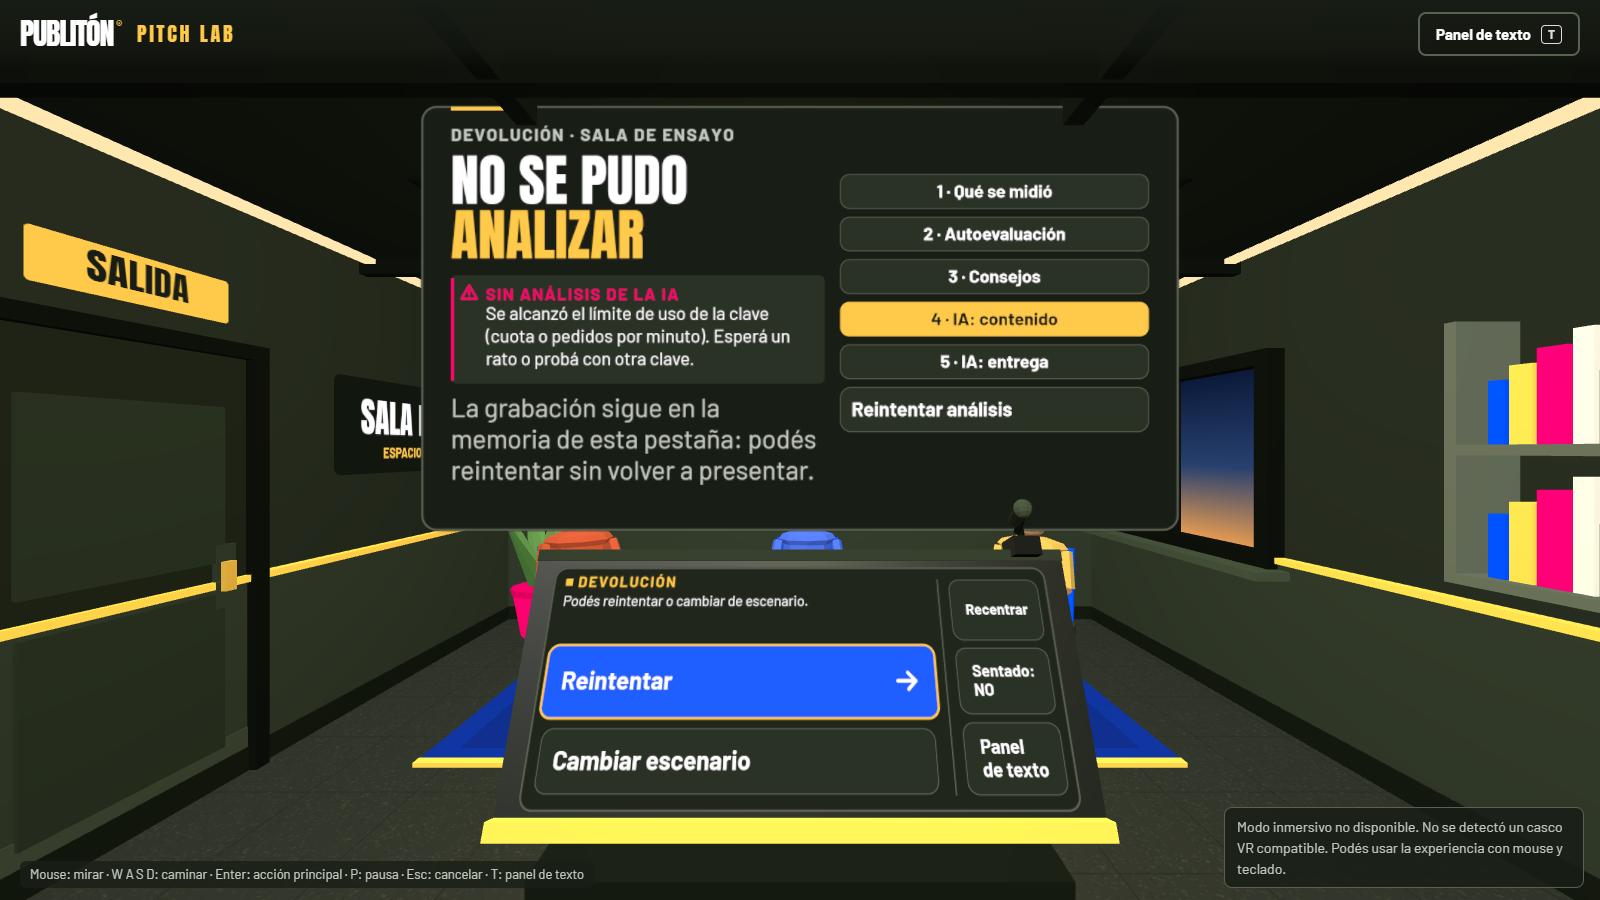 PUBLITÓN PITCH LAB
Panel de texto T
DEVOLUCIÓN · SALA DE ENSAYO
NO SE PUDO
ANALIZAR
SIN ANÁLISIS DE LA IA
Se alcanzó el límite de uso de la clave
(cuota o pedidos por minuto). Esperá un
rato o probá con otra clave.
La grabación sigue en la
memoria de esta pestaña: podés
reintentar sin volver a presentar.
1 · Qué se midió
2 · Autoevaluación
3 · Consejos
4 · IA: contenido
5 · IA: entrega
Reintentar análisis
SALIDA
SALA
ESPACIO
DEVOLUCIÓN
Podés reintentar o cambiar de escenario.
Reintentar →
Cambiar escenario
Recentrar
Sentado:
NO
Panel
de texto
Modo inmersivo no disponible. No se detectó un casco
VR compatible. Podés usar la experiencia con mouse y
teclado.
Mouse: mirar · W A S D: caminar · Enter: acción principal · P: pausa · Esc: cancelar · T: panel de texto